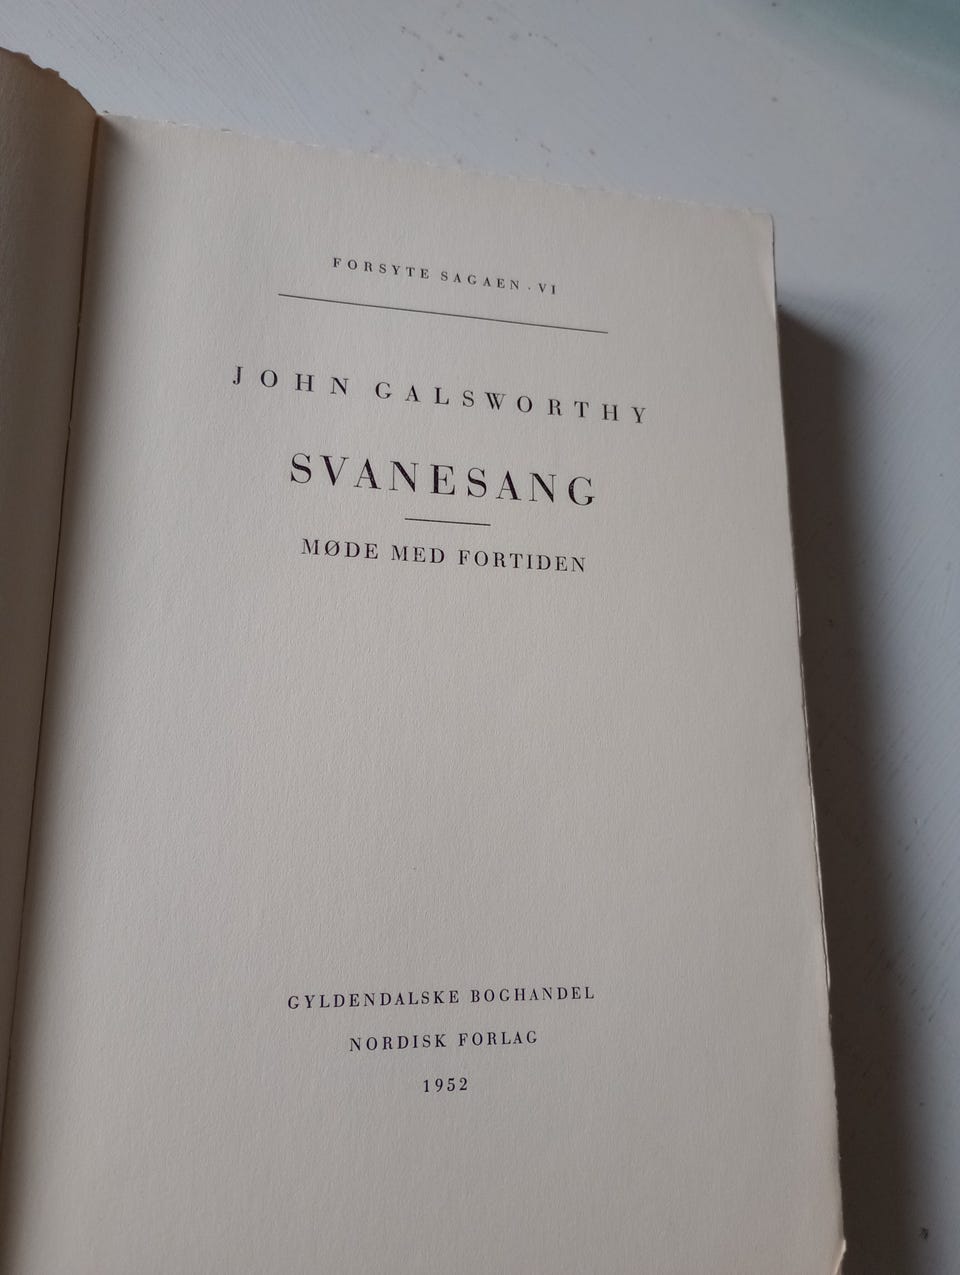 FORSYTE SAGAEN · VI
JOHN GALSWORTHY
SVANESANG
MØDE MED FORTIDEN
GYLDENDALSKE BOGHANDEL
NORDISK FORLAG
1952